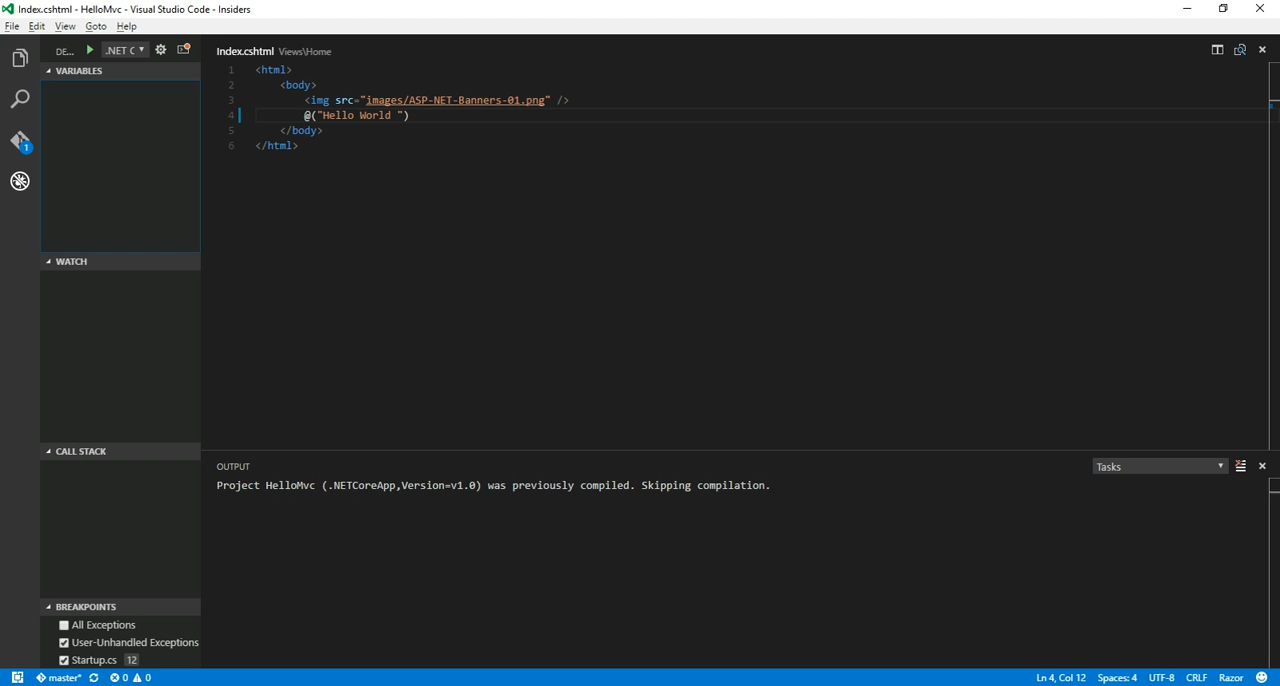 Index.cshtml - HelloMvc - Visual Studio Code - Insiders
File Edit View Goto Help
DE... .NET C
Index.cshtml Views\Home
VARIABLES
1 <html>
2 <body>
3 <img src="images/ASP-NET-Banners-01.png" />
4 @("Hello World ")
5 </body>
6 </html>
1
WATCH
CALL STACK
OUTPUT
Tasks
Project HelloMvc (.NETCoreApp,Version=v1.0) was previously compiled. Skipping compilation.
BREAKPOINTS
All Exceptions
User-Unhandled Exceptions
Startup.cs 12
master* 0 0 Ln 4, Col 12 Spaces: 4 UTF-8 CRLF Razor